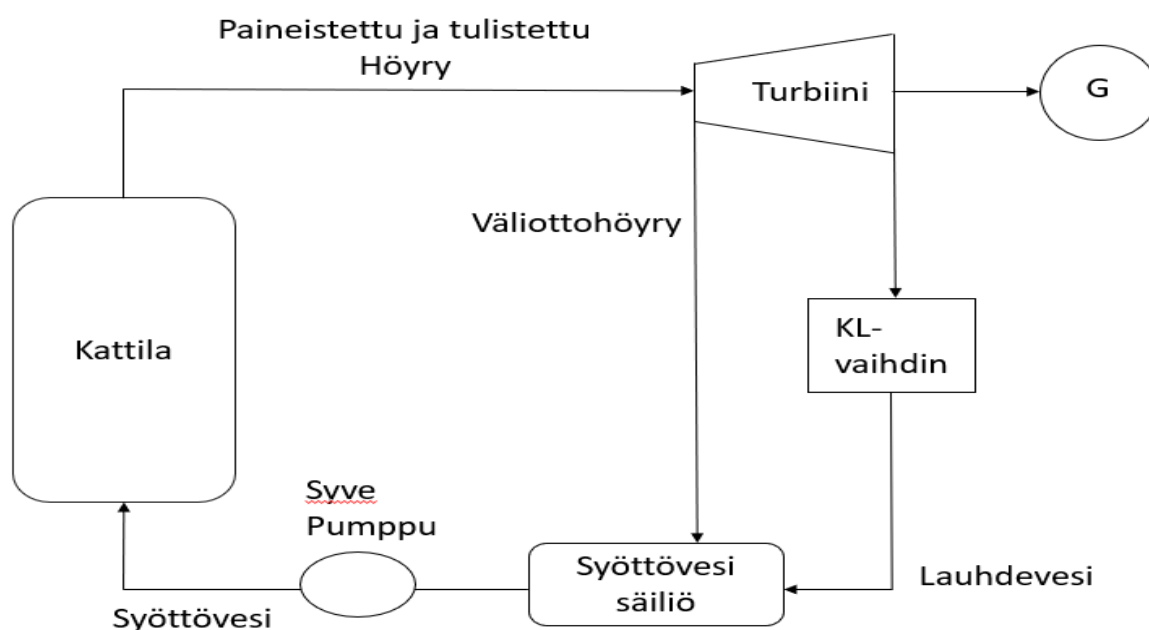 Paineistettu ja tulistettu
Höyry
Turbiini
G
Väliottohöyry
KL-
vaihdin
Kattila
Syve
Pumppu
Syöttövesi
säiliö
Lauhdevesi
Syöttövesi